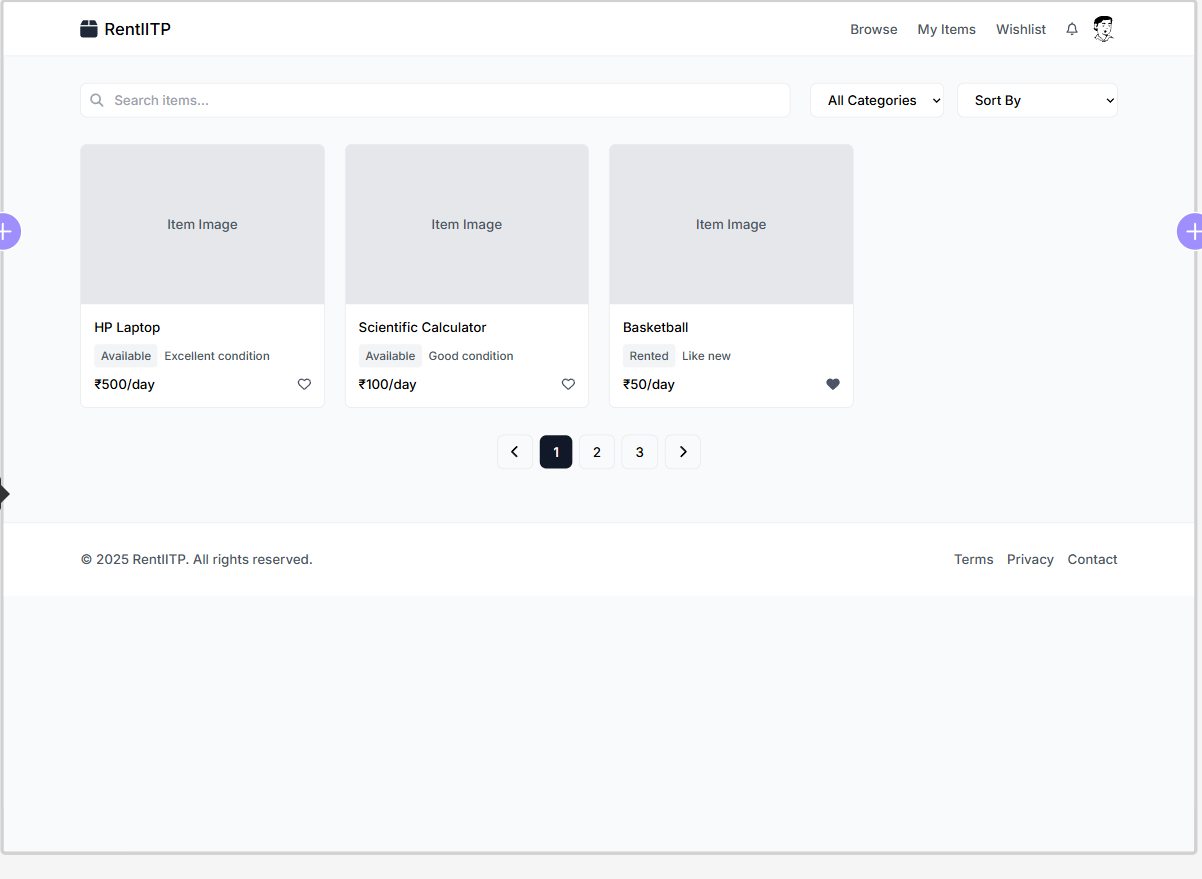 RentIITP
Browse My Items Wishlist
Search items... All Categories Sort By
Item Image Item Image Item Image
HP Laptop Scientific Calculator Basketball
Available Excellent condition Available Good condition Rented Like new
₹500/day ₹100/day ₹50/day
1 2 3
© 2025 RentIITP. All rights reserved. Terms Privacy Contact